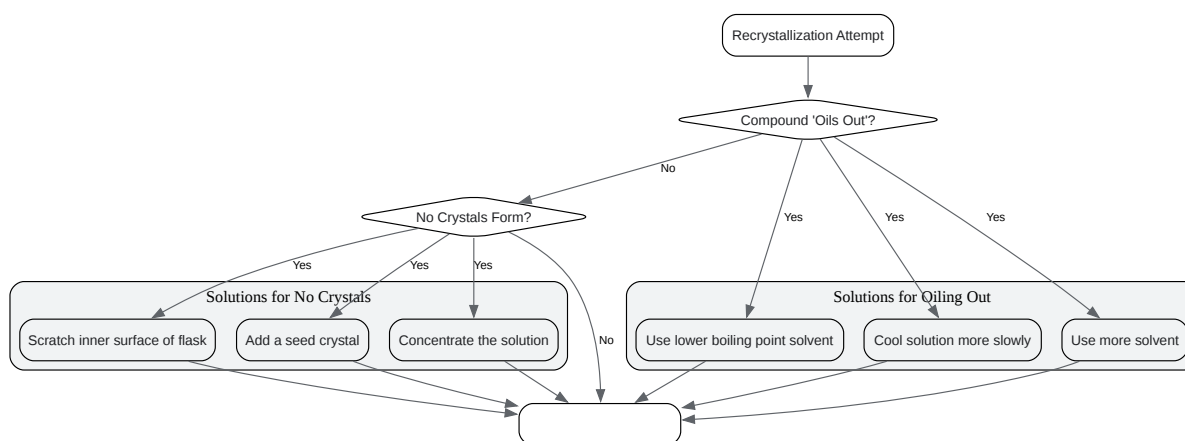 Recrystallization Attempt
Compound 'Oils Out'?
No
No Crystals Form?
Yes
Yes
Yes
Yes
Yes
Yes
Solutions for No Crystals
Solutions for Oiling Out
Scratch inner surface of flask
Add a seed crystal
Concentrate the solution
No
Use lower boiling point solvent
Cool solution more slowly
Use more solvent